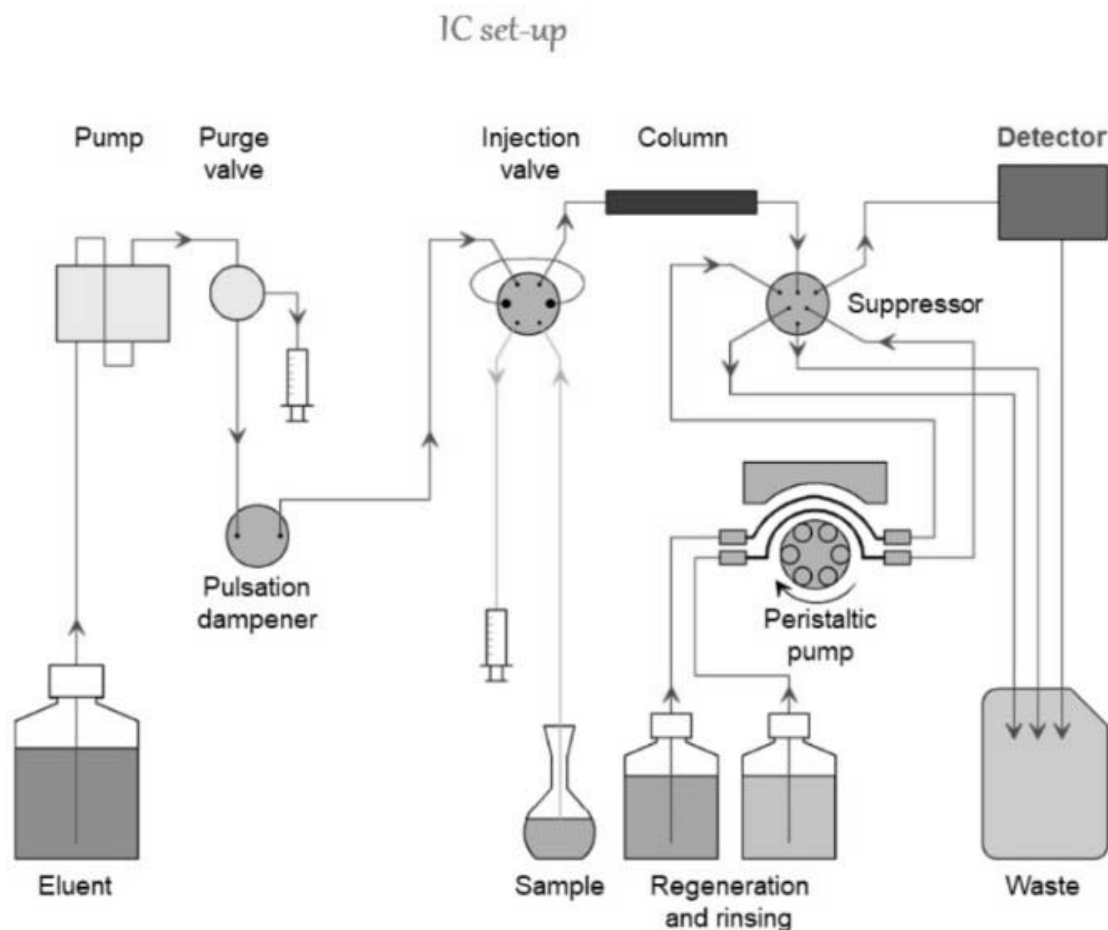 IC set-up
Pump
Purge
valve
Injection
valve
Column
Detector
Suppressor
Pulsation
dampener
Peristaltic
pump
Eluent
Sample
Regeneration
and rinsing
Waste